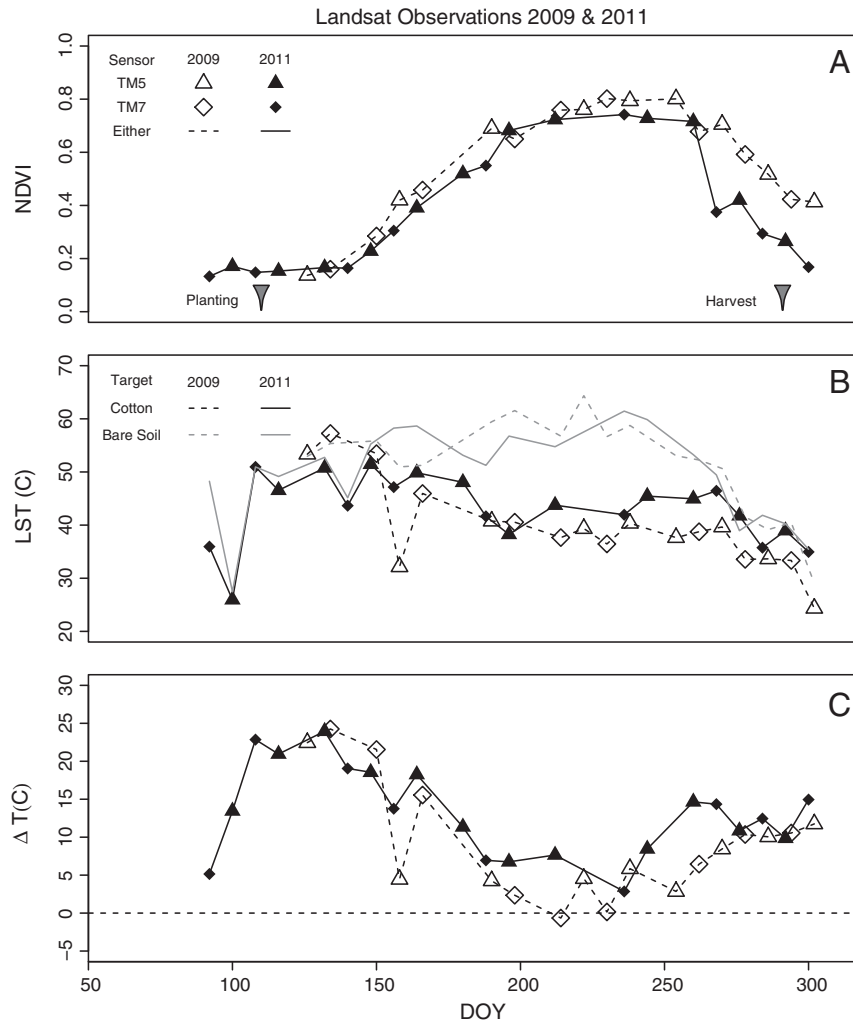 Landsat Observations 2009 & 2011
A
Sensor 2009 2011
TM5
TM7
Either
NDVI
1.0
0.8
0.6
0.4
0.2
0.0
Planting
Harvest
B
Target 2009 2011
Cotton
Bare Soil
LST (C)
70
60
50
40
30
20
C
Δ T(C)
30
25
20
15
10
5
0
−5
50 100 150 200 250 300
DOY